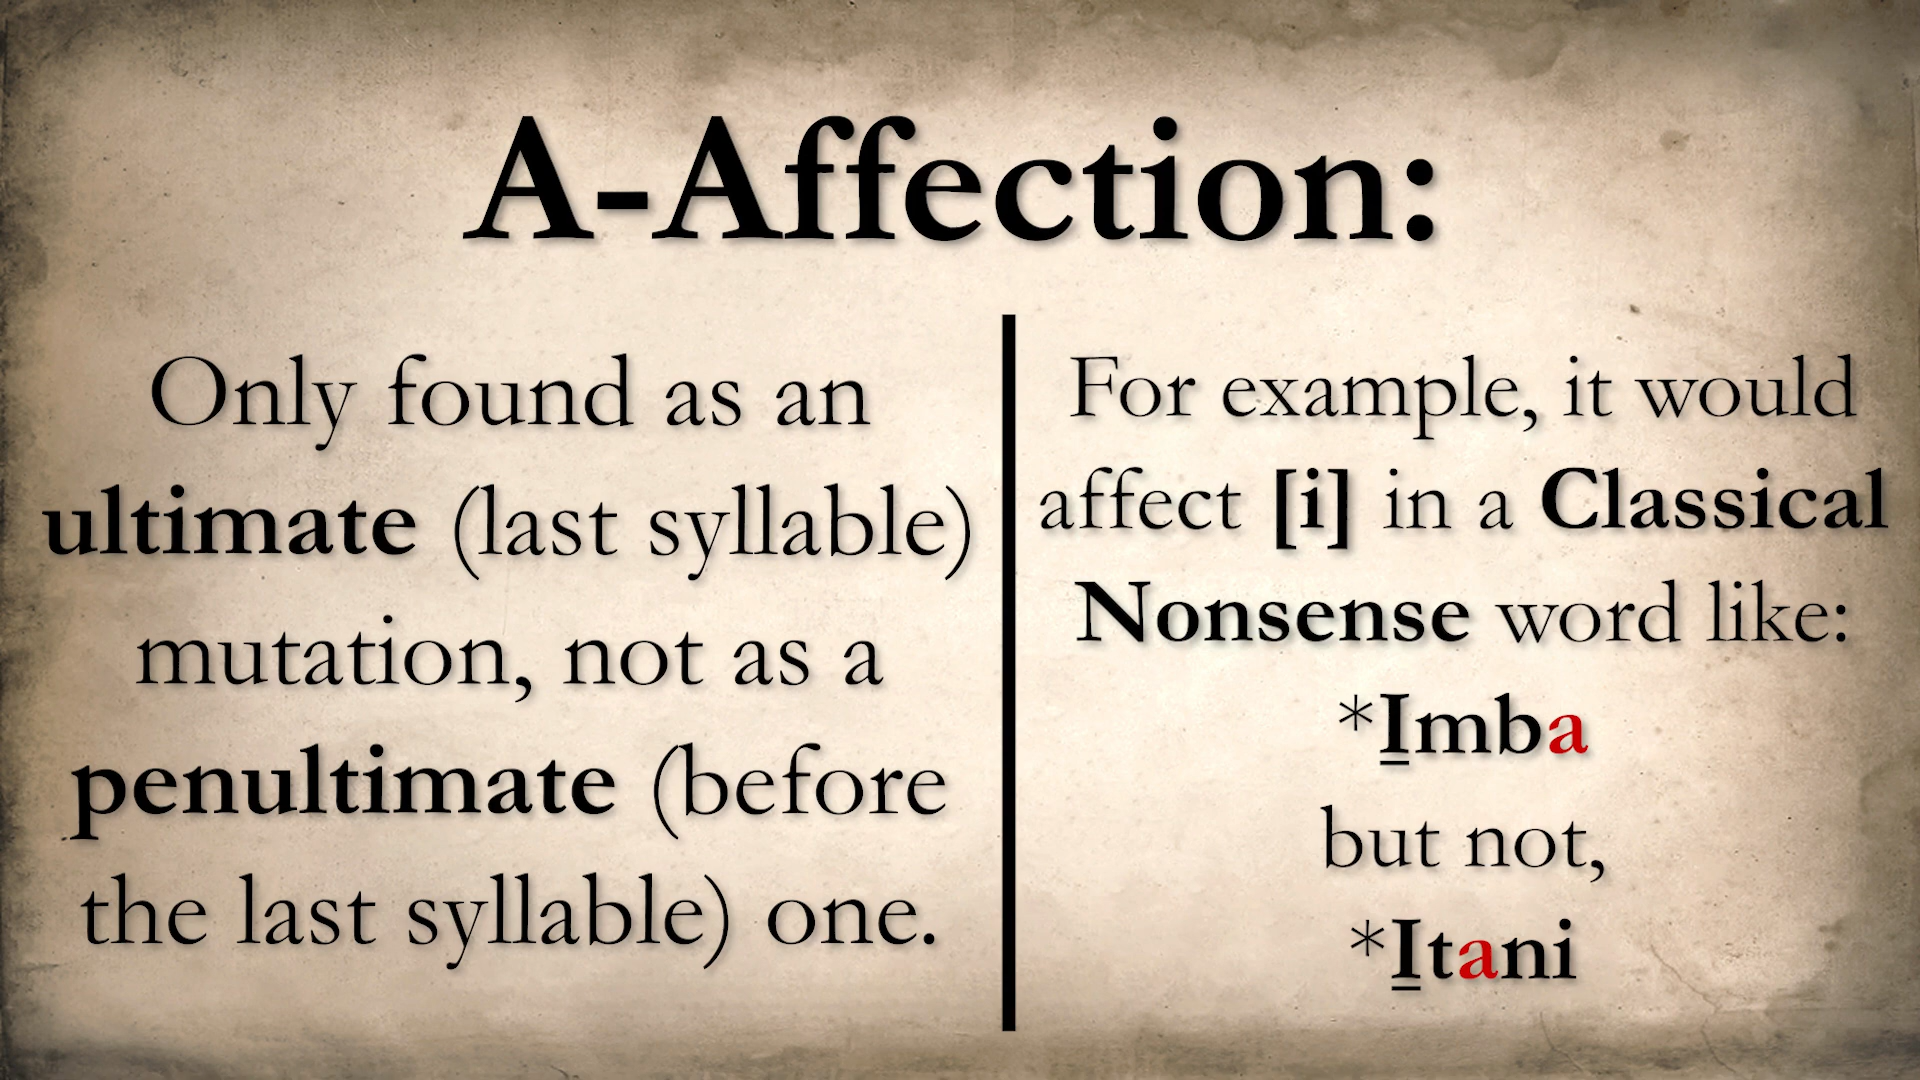 A-Affection:
Only found as an
ultimate (last syllable)
mutation, not as a
penultimate (before
the last syllable) one.
For example, it would
affect [i] in a Classical
Nonsense word like:
*Imba
but not,
*Itani